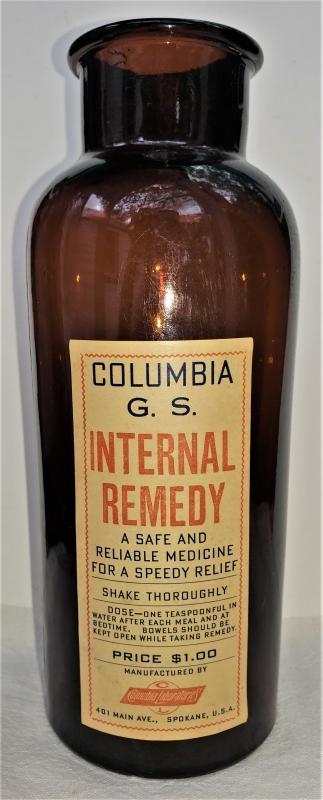 COLUMBIA
G. S.
INTERNAL
REMEDY
A SAFE AND
RELIABLE MEDICINE
FOR A SPEEDY RELIEF
SHAKE THOROUGHLY
DOSE—ONE TEASPOONFUL IN
WATER AFTER EACH MEAL AND AT
BEDTIME. BOWELS SHOULD BE
KEPT OPEN WHILE TAKING REMEDY.
PRICE $1.00
MANUFACTURED BY
C
Columbia Laboratories
L
401 MAIN AVE., SPOKANE, U.S.A.